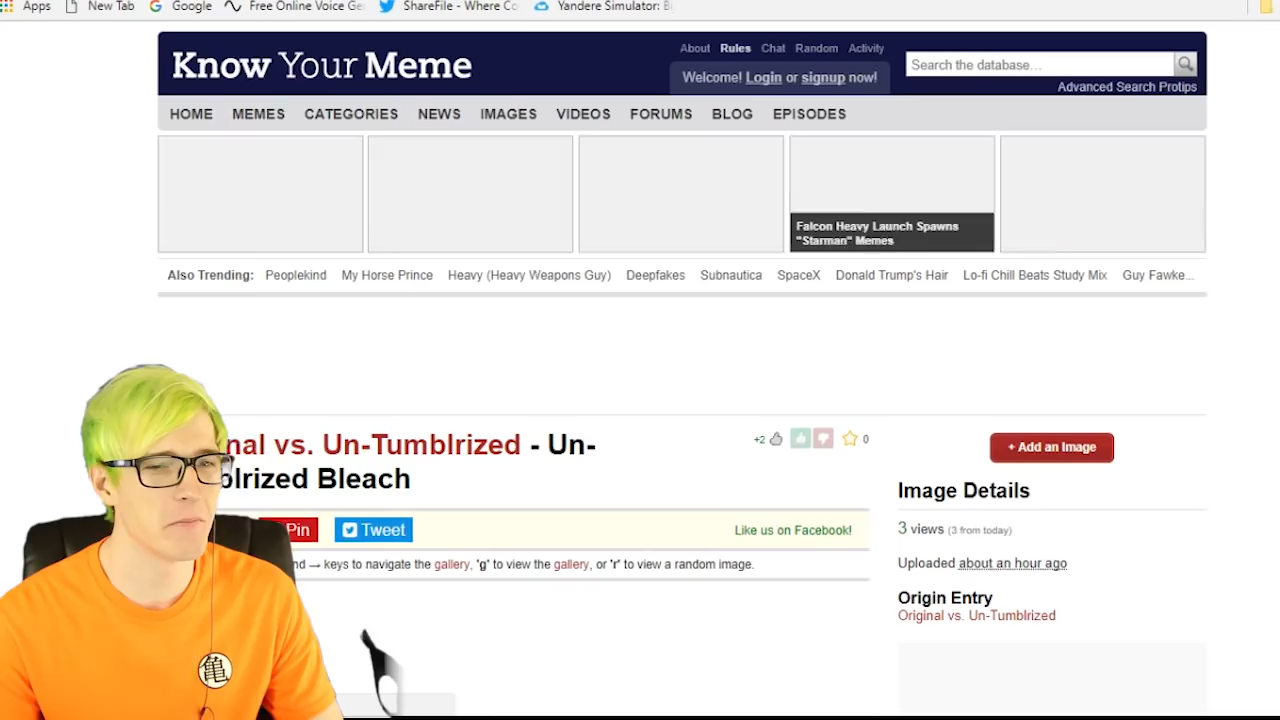 Apps New Tab Google Free Online Voice Ge ShareFile - Where Co Yandere Simulator:
Know Your Meme
About Rules Chat Random Activity
Welcome! Login or signup now!
Search the database...
Advanced Search Protips
HOME MEMES CATEGORIES NEWS IMAGES VIDEOS FORUMS BLOG EPISODES
Falcon Heavy Launch Spawns
"Starman" Memes
Also Trending: Peoplekind My Horse Prince Heavy (Heavy Weapons Guy) Deepfakes Subnautica SpaceX Donald Trump's Hair Lo-fi Chill Beats Study Mix Guy Fawke...
nal vs. Un-Tumblrized - Un-
blrized Bleach
+2 0
+ Add an Image
Image Details
3 views (3 from today)
Uploaded about an hour ago
Origin Entry
Original vs. Un-Tumblrized
Pin Tweet Like us on Facebook!
nd → keys to navigate the gallery, 'g' to view the gallery, or 'r' to view a random image.
亀